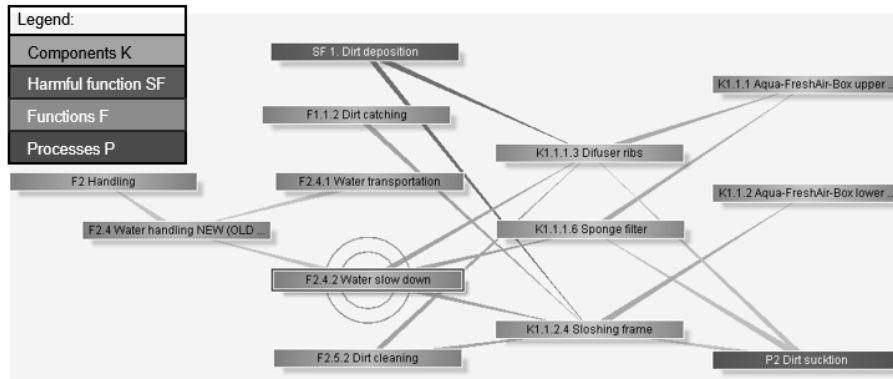 Legend:
Components K
Harmful function SF
Functions F
Processes P
SF 1. Dirt deposition
F1.1.2 Dirt catching
K1.1.1 Aqua-FreshAir-Box upper ...
K1.1.1.3 Difuser ribs
F2 Handling
F2.4.1 Water transportation
K1.1.2 Aqua-FreshAir-Box lower ...
F2.4 Water handling NEW (OLD ...
K1.1.1.6 Sponge filter
F2.4.2 Water slow down
K1.1.2.4 Sloshing frame
F2.5.2 Dirt cleaning
P2 Dirt sucktion